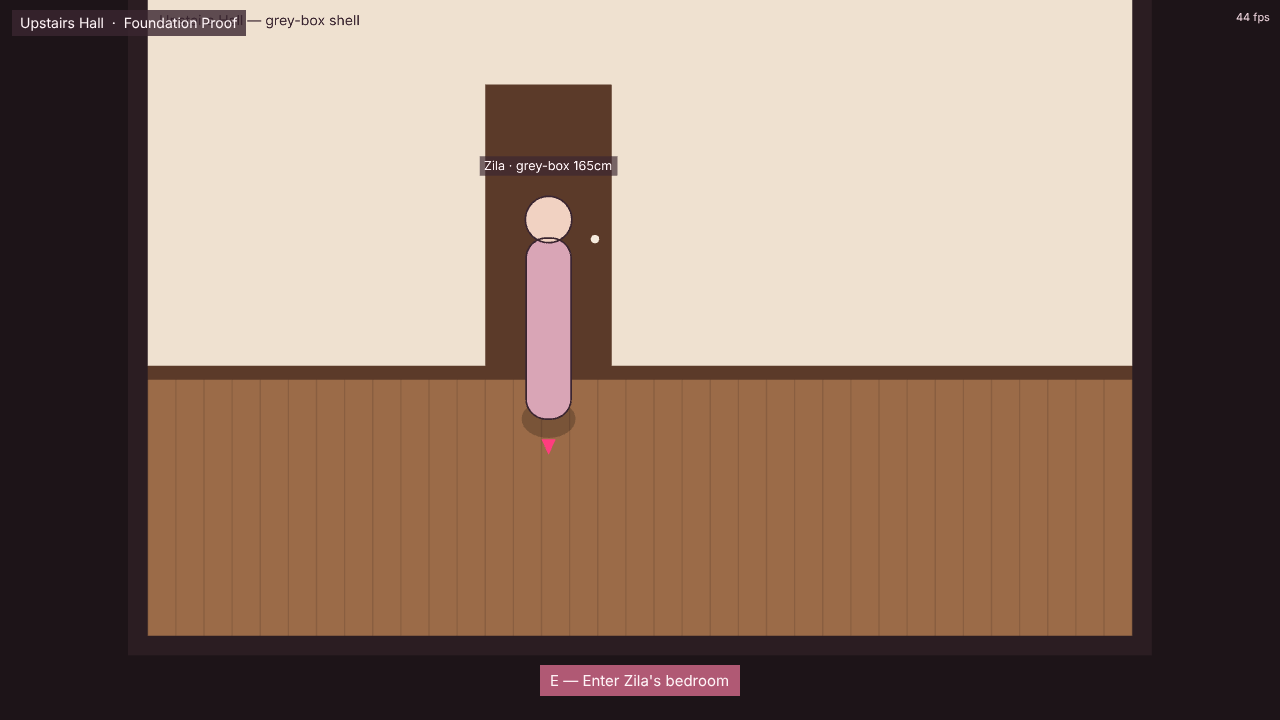 Upstairs Hall · Foundation Proof
— grey-box shell
44 fps
Zila · grey-box 165cm
E — Enter Zila's bedroom